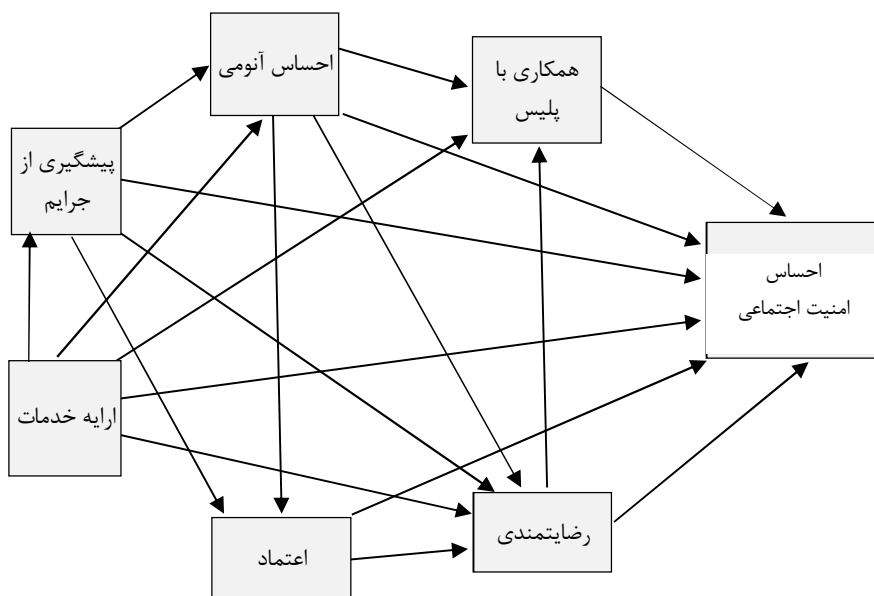 احساس آنومی
همکاری با
پلیس
پیشگیری از
جرایم
احساس
امنیت اجتماعی
ارایه خدمات
رضایتمندی
اعتماد